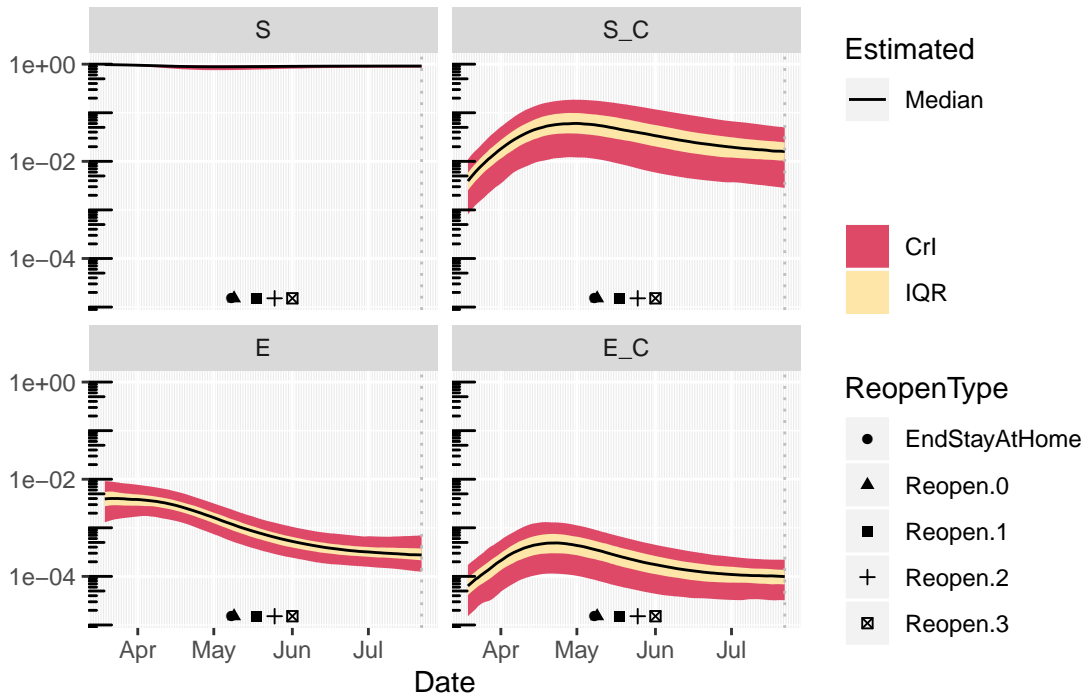 S
S_C
1e+00
1e−02
1e−04
E
E_C
1e+00
1e−02
1e−04
Apr
May
Jun
Jul
Apr
May
Jun
Jul
Date
Estimated
Median
CrI
IQR
ReopenType
EndStayAtHome
Reopen.0
Reopen.1
Reopen.2
Reopen.3